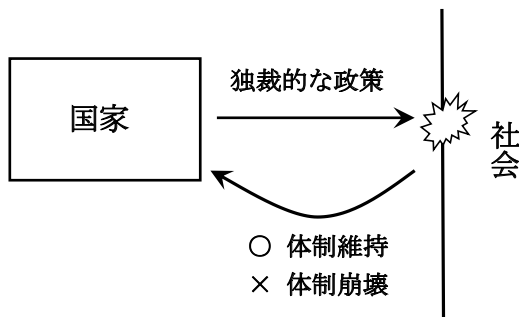 独裁的な政策
国家
社会
○ 体制維持
× 体制崩壊